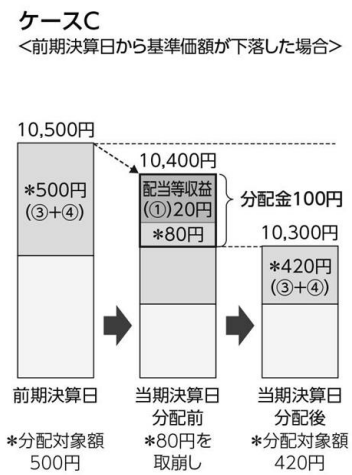 ケースC
<前期決算日から基準価額が下落した場合>
10,500円
10,400円
*500円
(③+④)
配当等収益
(①)20円
*80円
分配金100円
10,300円
*420円
(③+④)
前期決算日
当期決算日
分配前
当期決算日
分配後
*分配対象額
500円
*80円を
取崩し
*分配対象額
420円